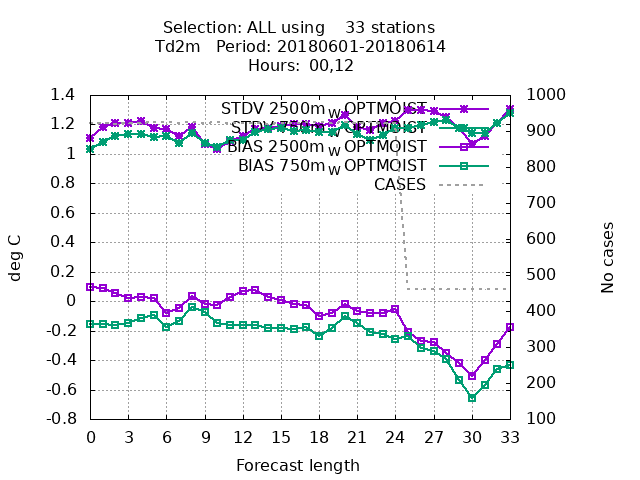 Selection: ALL using 33 stations
Td2m Period: 20180601-20180614
Hours: 00,12
1.4
1.2
1
0.8
0.6
0.4
0.2
0
-0.2
-0.4
-0.6
-0.8
deg C
STDV 2500m_W OPTMOIST
STDV 750m_W OPTMOIST
BIAS 2500m_W OPTMOIST
BIAS 750m_W OPTMOIST
CASES
1000
900
800
700
600
500
400
300
200
100
No cases
0 3 6 9 12 15 18 21 24 27 30 33
Forecast length